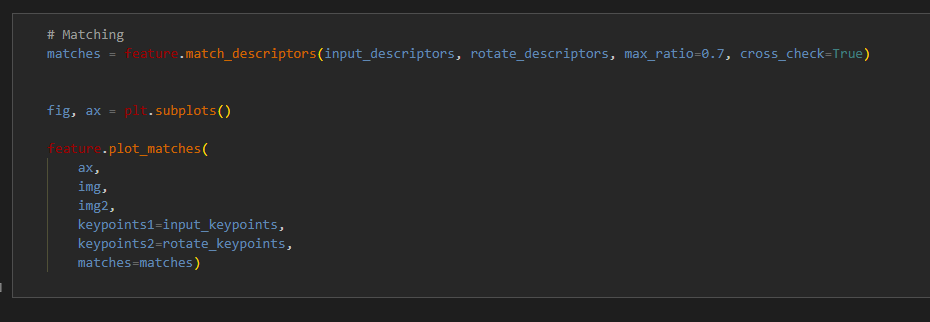 # Matching
matches = feature.match_descriptors(input_descriptors, rotate_descriptors, max_ratio=0.7, cross_check=True)
fig, ax = plt.subplots()
feature.plot_matches(
ax,
img,
img2,
keypoints1=input_keypoints,
keypoints2=rotate_keypoints,
matches=matches)